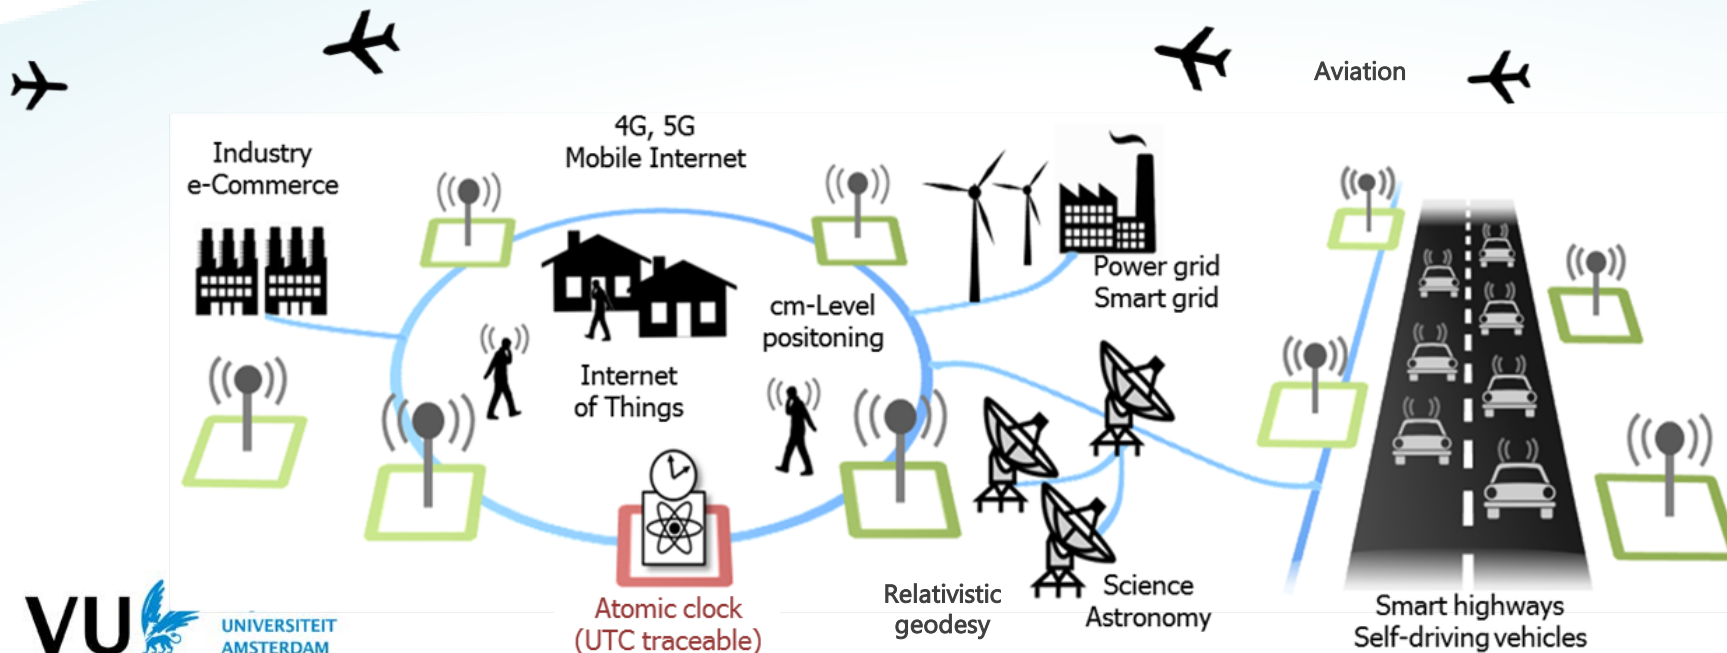 Aviation
4G, 5G
Mobile Internet
Industry
e-Commerce
Power grid
Smart grid
cm-Level
positoning
Internet
of Things
Relativistic
geodesy
Science
Astronomy
Atomic clock
(UTC traceable)
Smart highways
Self-driving vehicles
VU
UNIVERSITEIT
AMSTERDAM